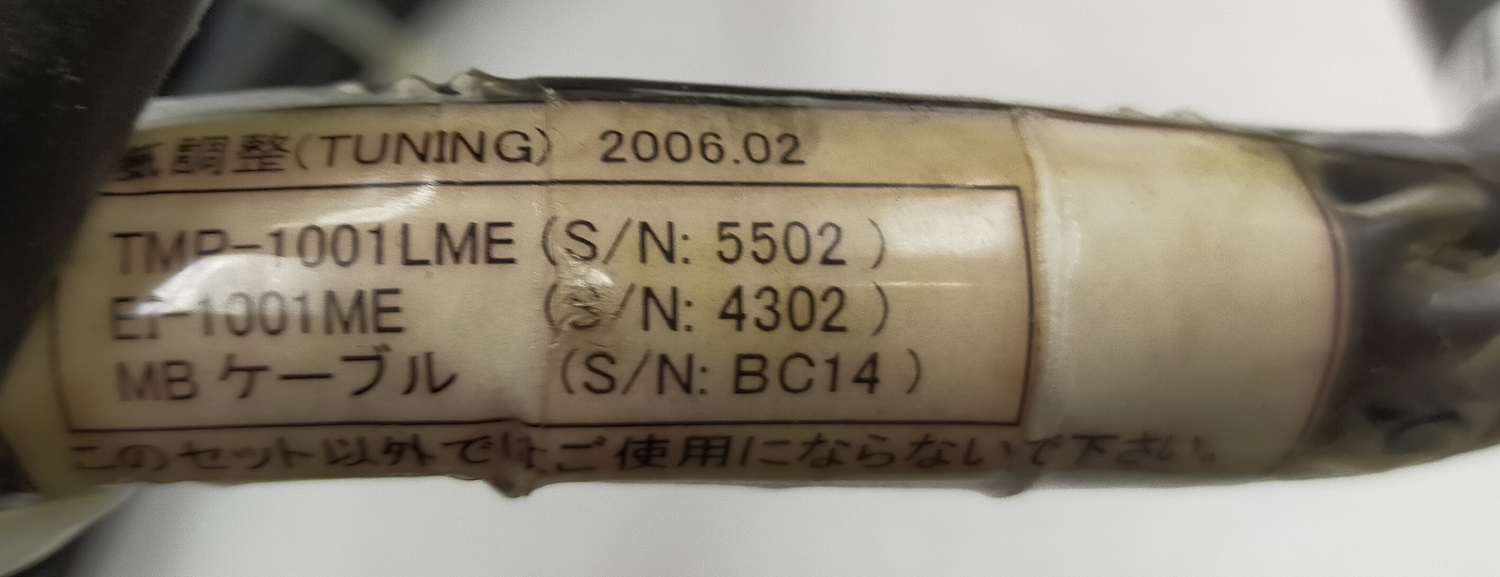 調整(TUNING) 2006.02
TMP-1001LME (S/N: 5502 )
EI-1001ME (S/N: 4302 )
MB ケーブル (S/N: BC14 )
このセット以外ではご使用にならないで下さい。